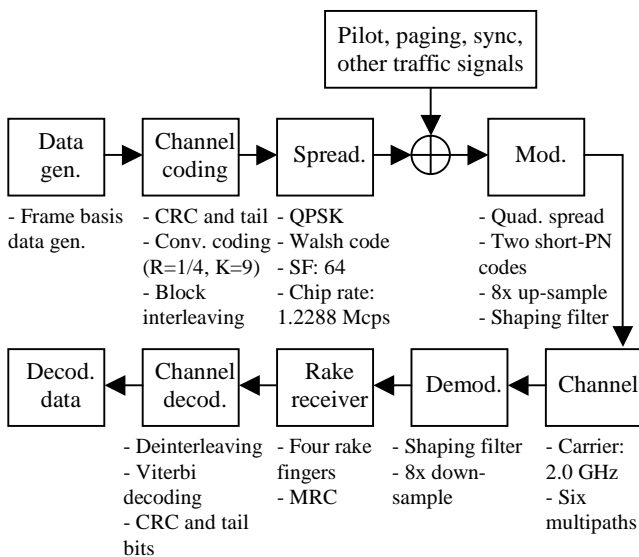 Pilot, paging, sync,
other traffic signals
Data
gen.
Channel
coding
Spread.
Mod.
- Frame basis
data gen.
- CRC and tail
- Conv. coding
(R=1/4, K=9)
- Block
interleaving
- QPSK
- Walsh code
- SF: 64
- Chip rate:
1.2288 Mcps
- Quad. spread
- Two short-PN
codes
- 8x up-sample
- Shaping filter
Decod.
data
Channel
decod.
Rake
receiver
Demod.
Channel
- Deinterleaving
- Viterbi
decoding
- CRC and tail
bits
- Four rake
fingers
- MRC
- Shaping filter
- 8x down-
sample
- Carrier:
2.0 GHz
- Six
multipaths